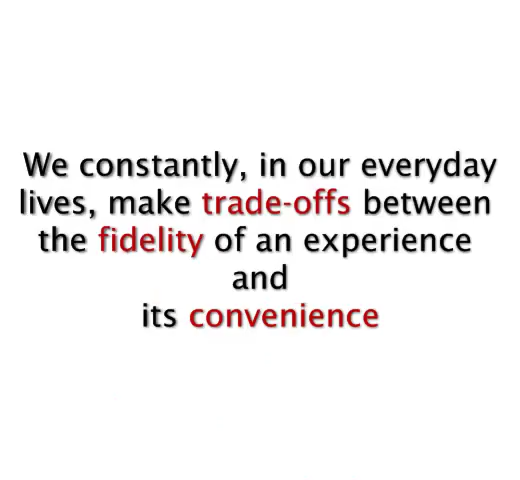 We constantly, in our everyday
lives, make trade-offs between
the fidelity of an experience
and
its convenience